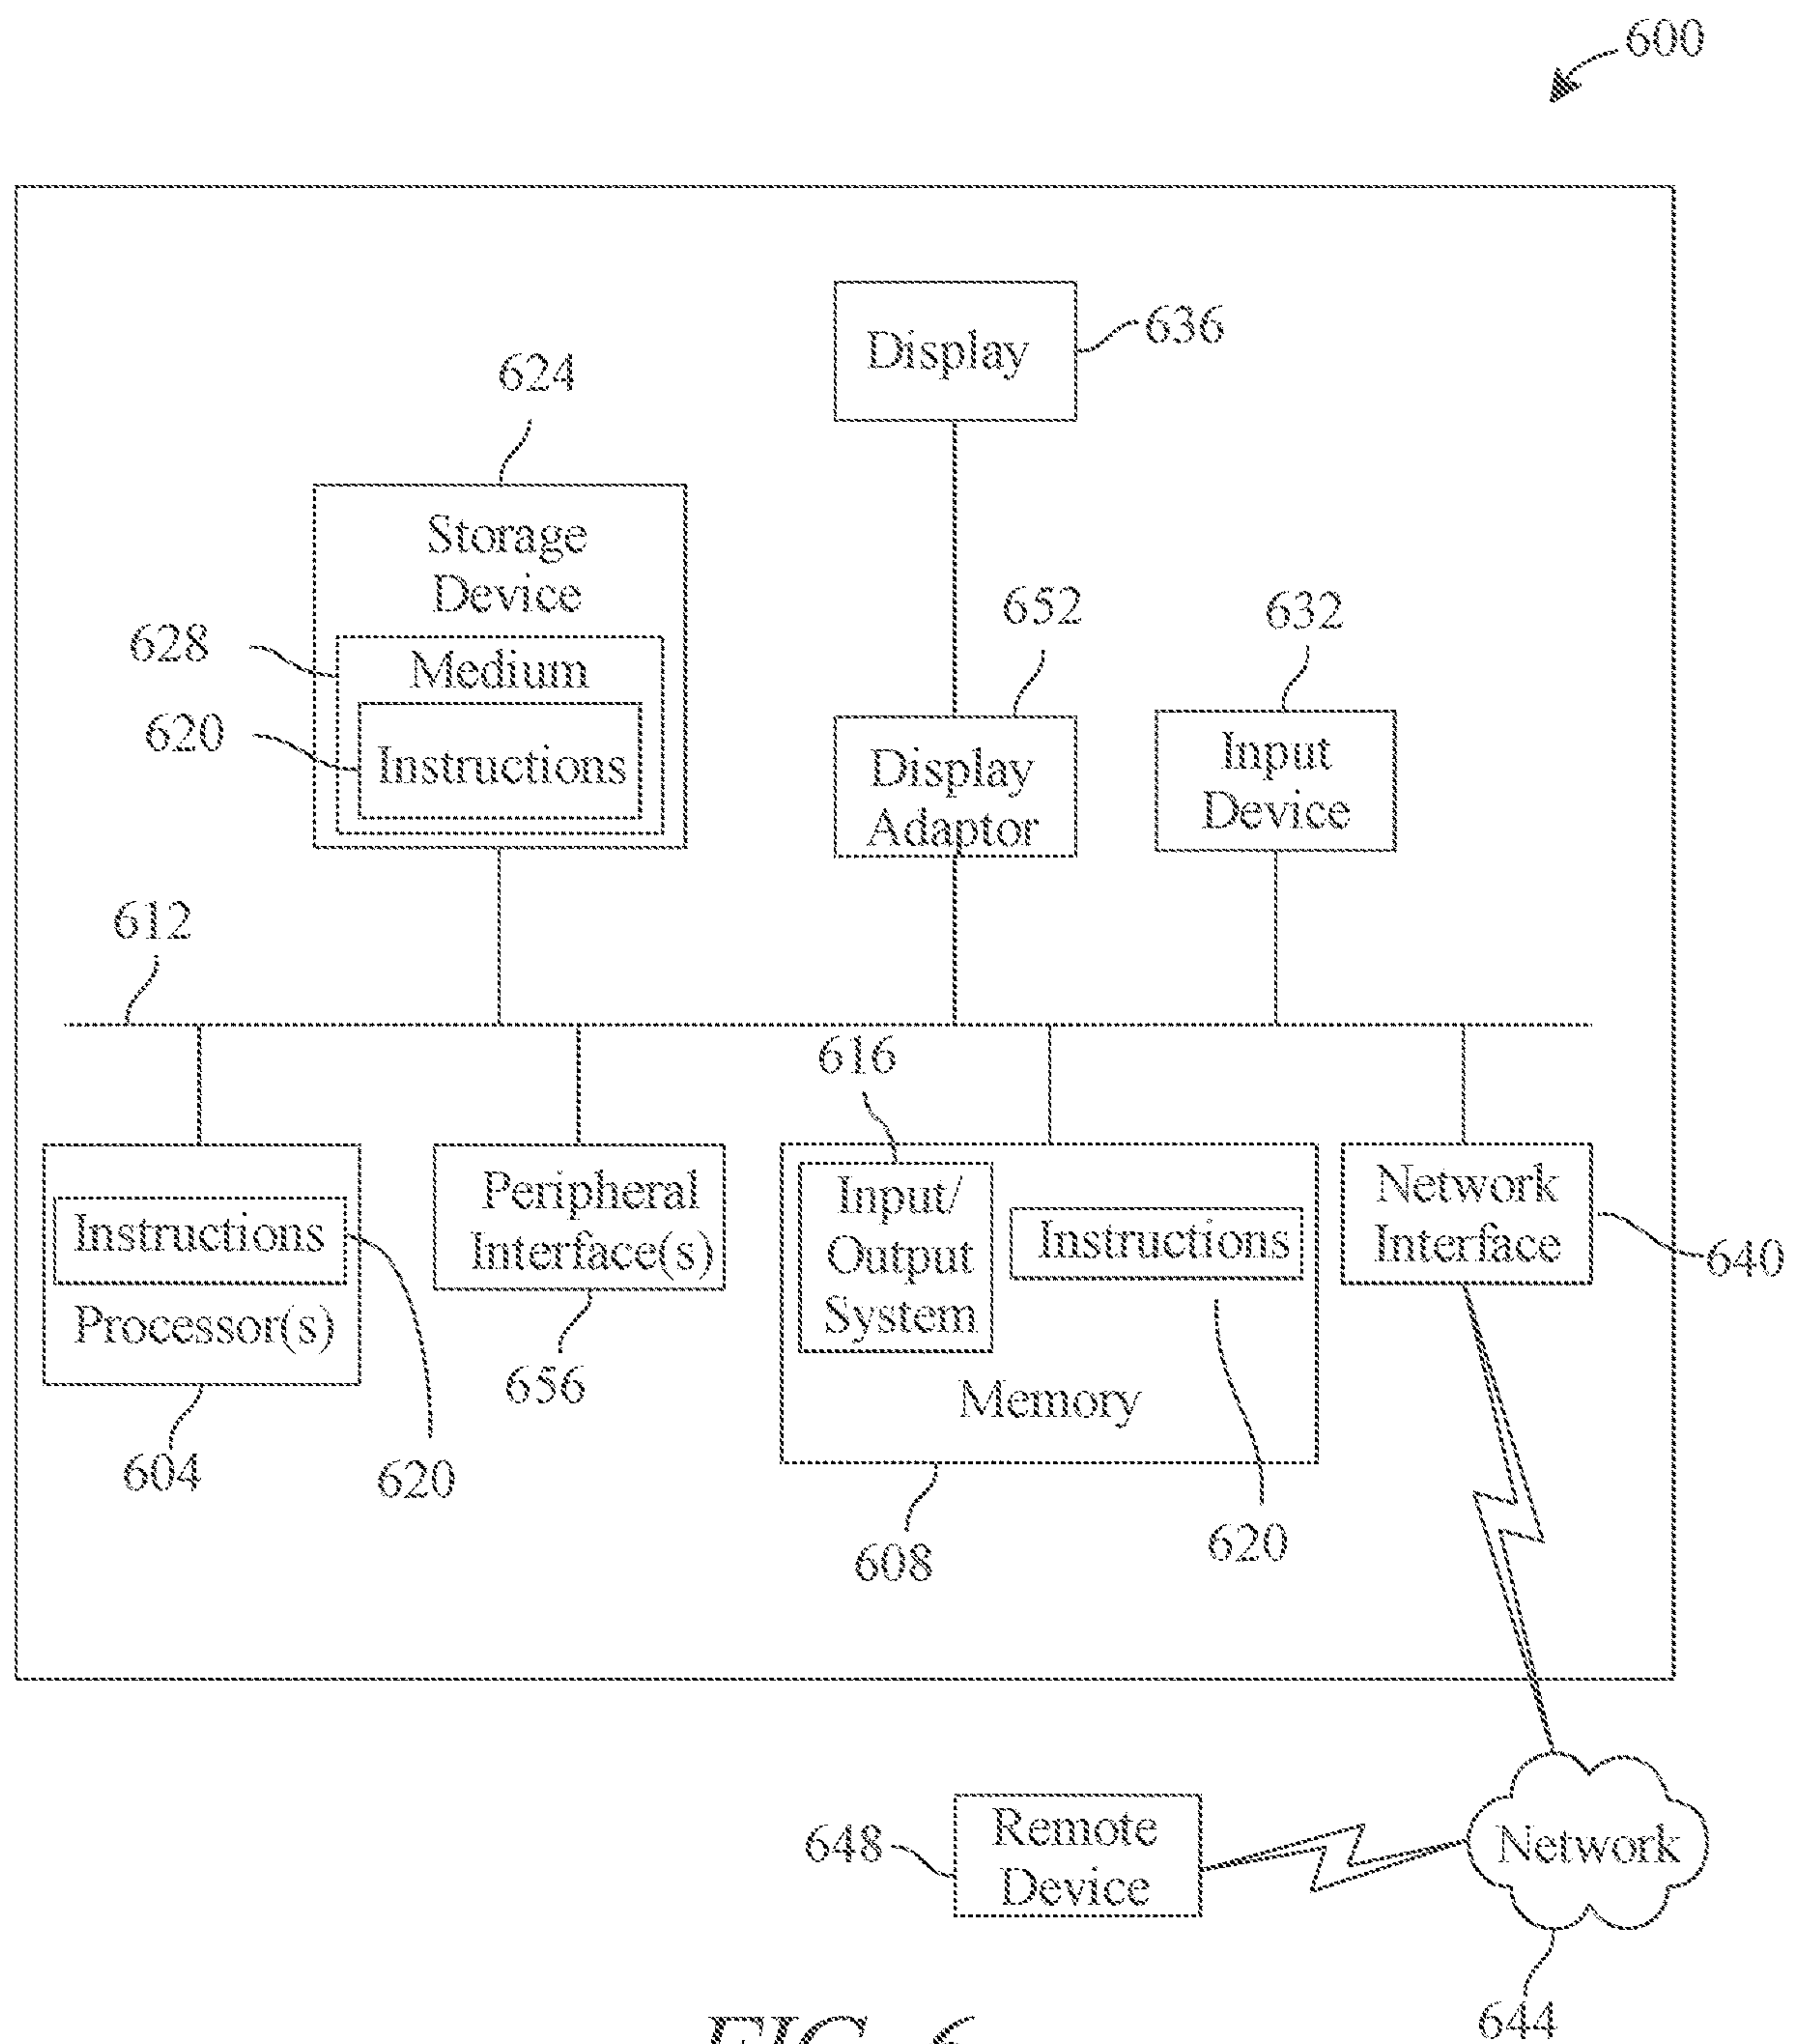 600
Display
636
624
Storage
Device
652
632
628
Medium
620
Instructions
Display
Adaptor
Input
Device
612
616
Instructions
Processor(s)
Peripheral
Interface(s)
Input/
Output
System
Instructions
Memory
Network
Interface
640
604
620
656
608
620
648
Remote
Device
Network
644
FIG. 6